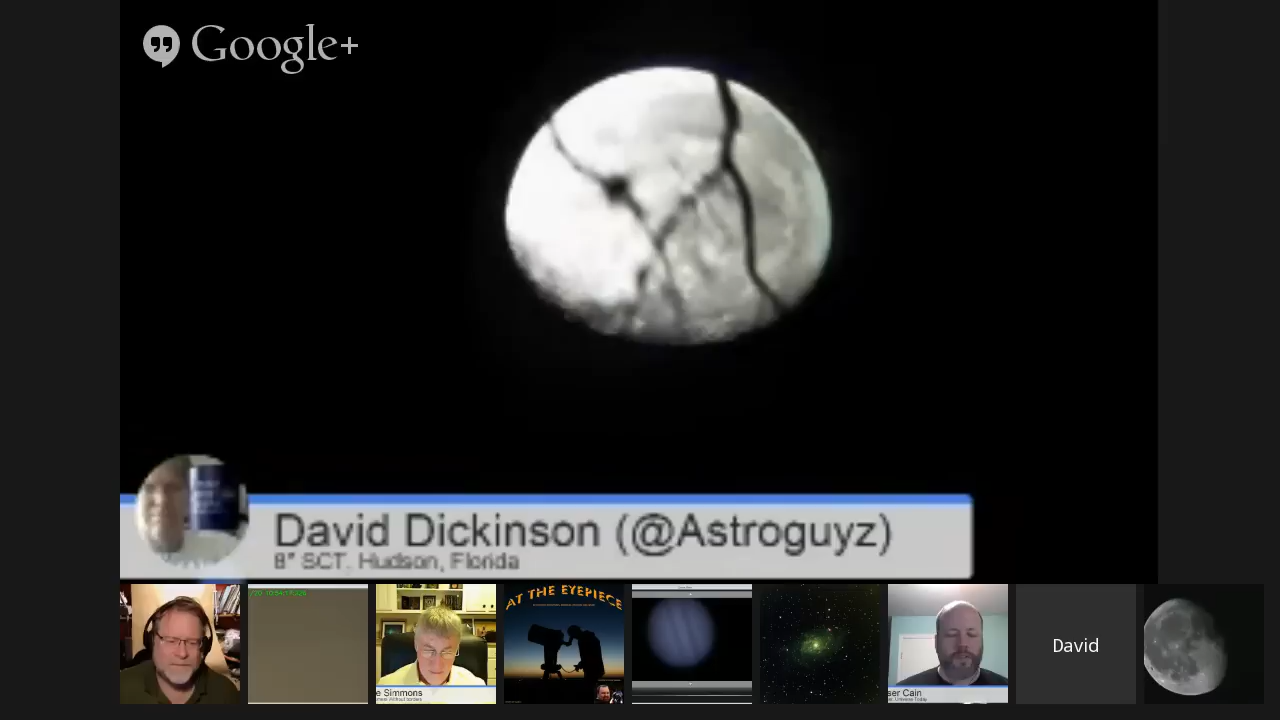 Google+
David Dickinson (@Astroguyz)
8" SCT, Hudson, Florida
AT THE EYEPIECE
e Simmons
ser Cain
David